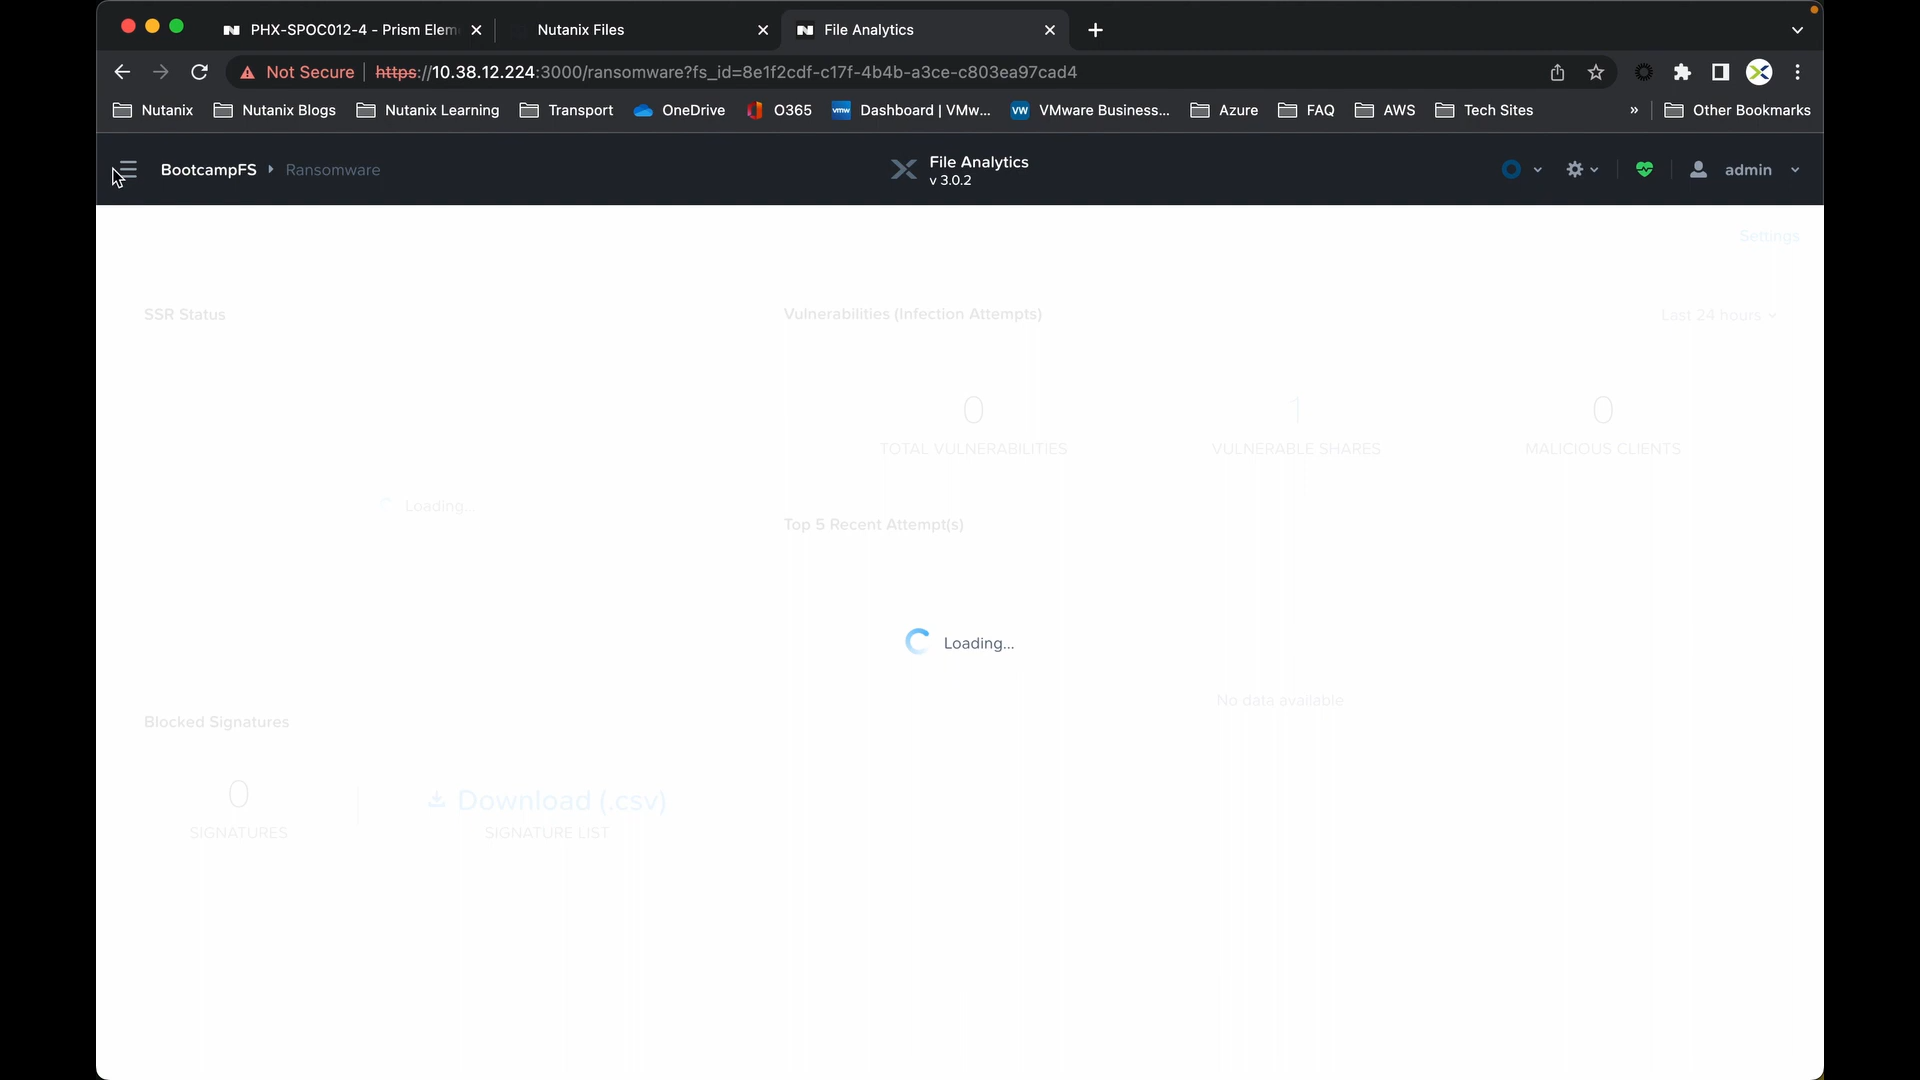 PHX-SPOC012-4 - Prism Elem
Nutanix Files
File Analytics
Not Secure
https://10.38.12.224:3000/ransomware?fs_id=8e1f2cdf-c17f-4b4b-a3ce-c803ea97cad4
Nutanix
Nutanix Blogs
Nutanix Learning
Transport
OneDrive
O365
vmw Dashboard | VMw...
VW VMware Business...
Azure
FAQ
AWS
Tech Sites
»
Other Bookmarks
BootcampFS
Ransomware
File Analytics
v 3.0.2
admin
Settings
SSR Status
Loading...
Vulnerabilities (Infection Attempts)
Last 24 hours
0
TOTAL VULNERABILITIES
1
VULNERABLE SHARES
0
MALICIOUS CLIENTS
Top 5 Recent Attempt(s)
Loading...
No data available
Blocked Signatures
0
SIGNATURES
Download (.csv)
SIGNATURE LIST